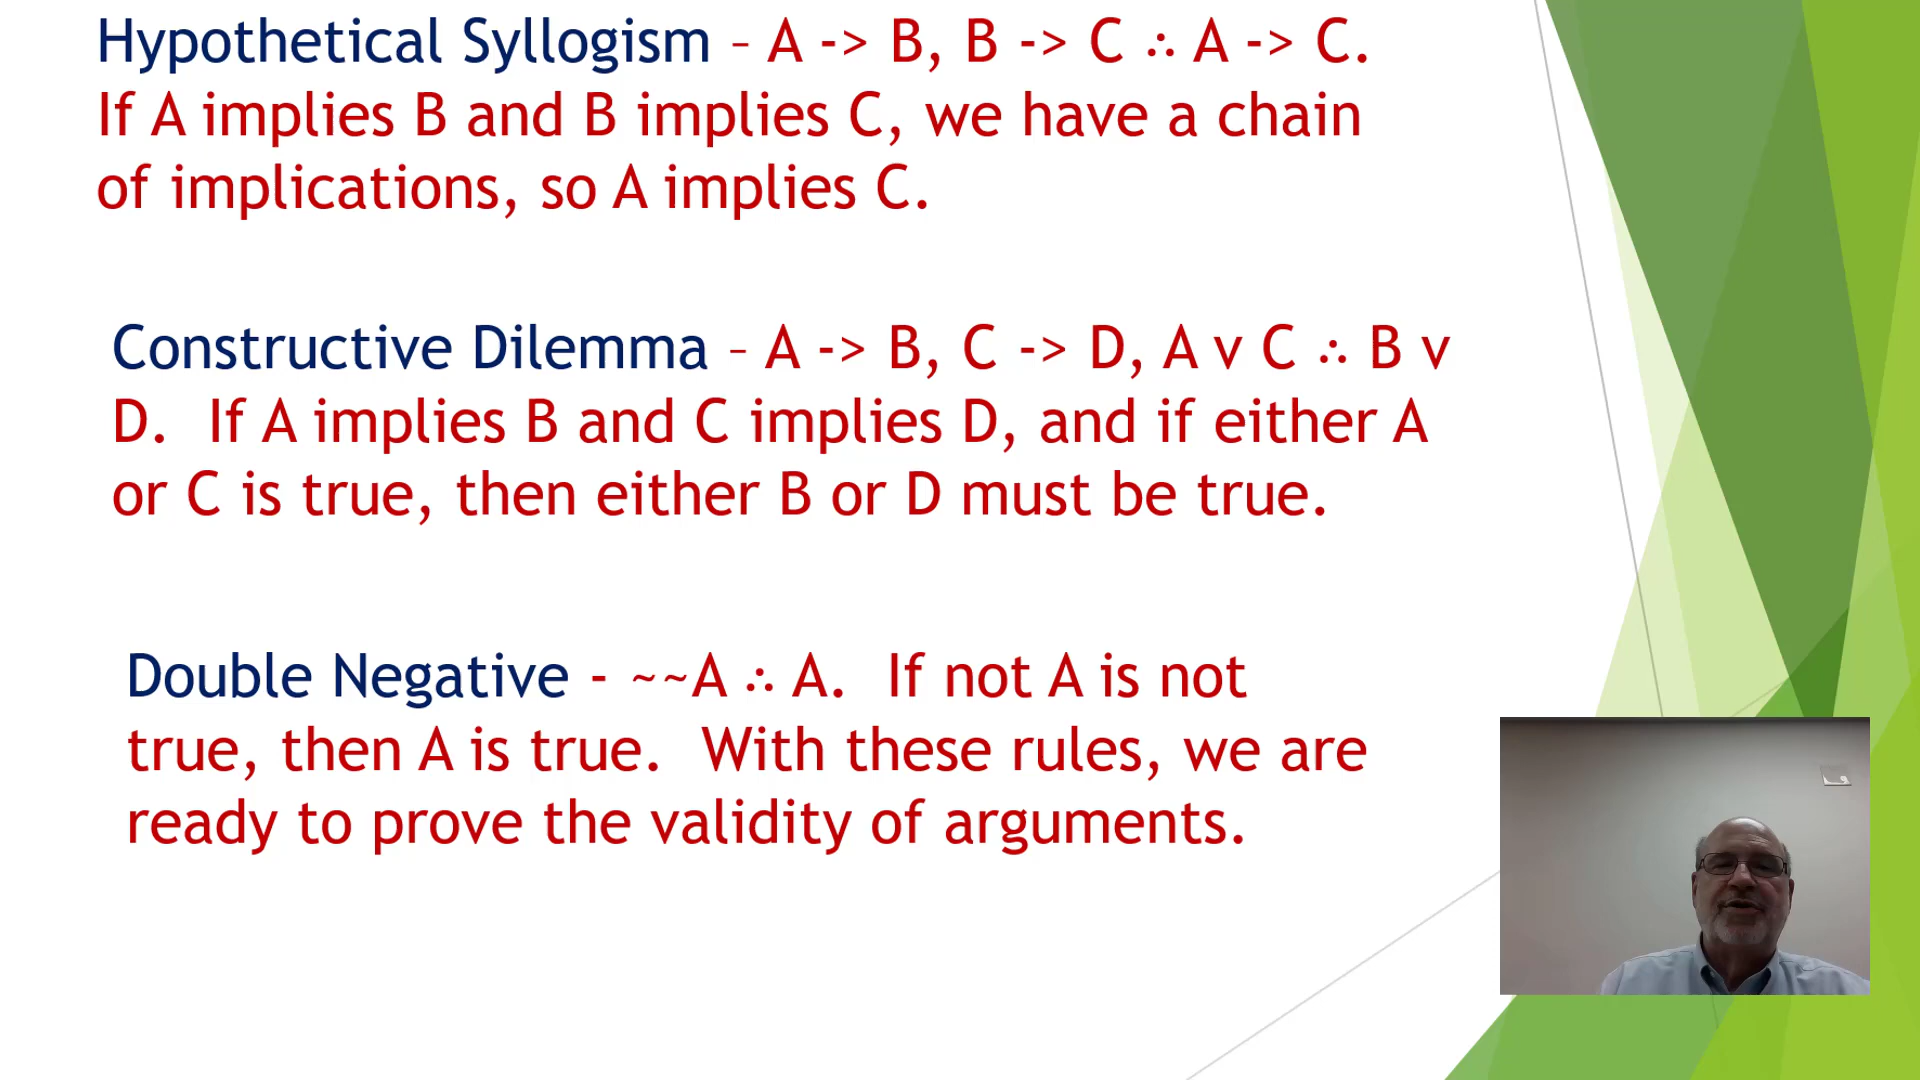 Hypothetical Syllogism – A -> B, B -> C ∴ A -> C.
If A implies B and B implies C, we have a chain
of implications, so A implies C.
Constructive Dilemma – A -> B, C -> D, A v C ∴ B v
D.  If A implies B and C implies D, and if either A
or C is true, then either B or D must be true.
Double Negative - ~~A ∴ A.  If not A is not
true, then A is true.  With these rules, we are
ready to prove the validity of arguments.